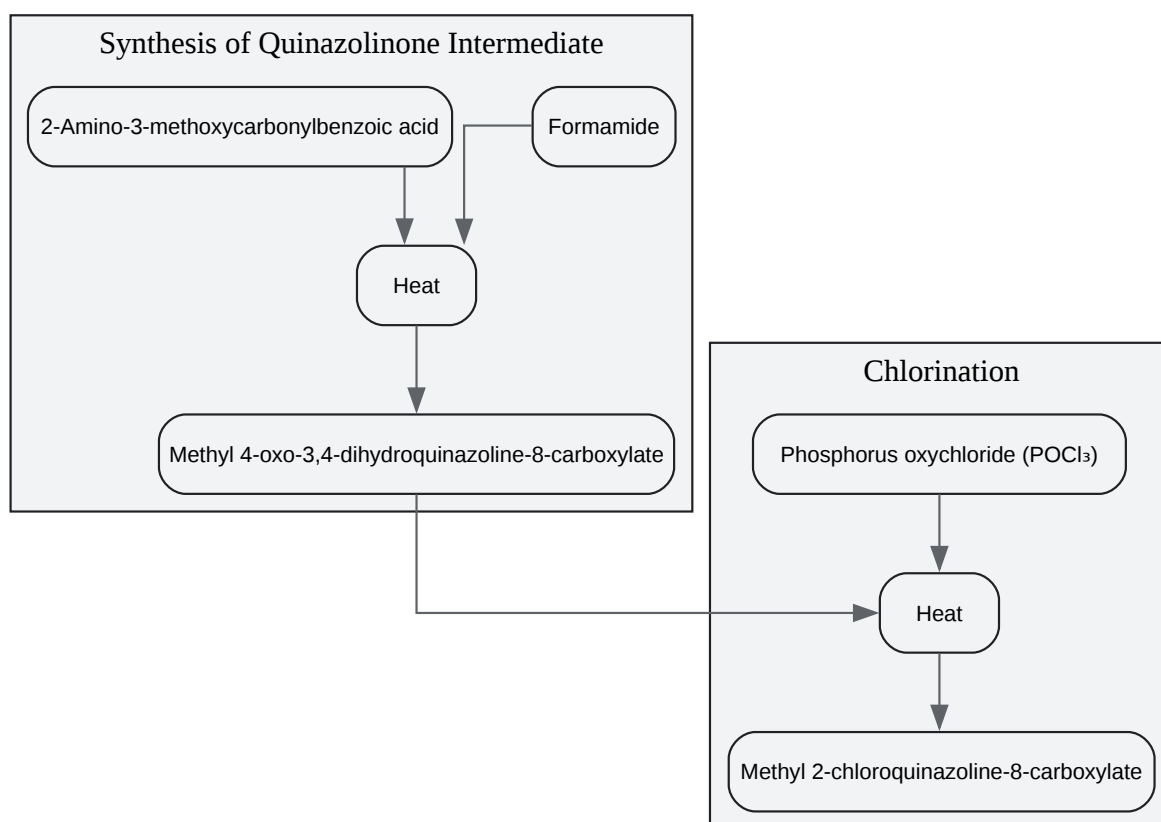 Synthesis of Quinazolinone Intermediate
2-Amino-3-methoxycarbonylbenzoic acid
Formamide
Heat
Methyl 4-oxo-3,4-dihydroquinazoline-8-carboxylate
Chlorination
Phosphorus oxychloride (POCl₃)
Heat
Methyl 2-chloroquinazoline-8-carboxylate